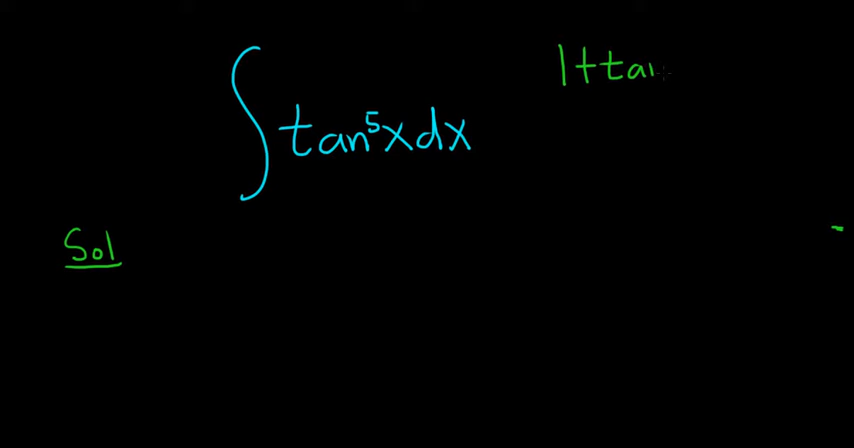 ∫ tan⁵x dx
1+tan
Sol